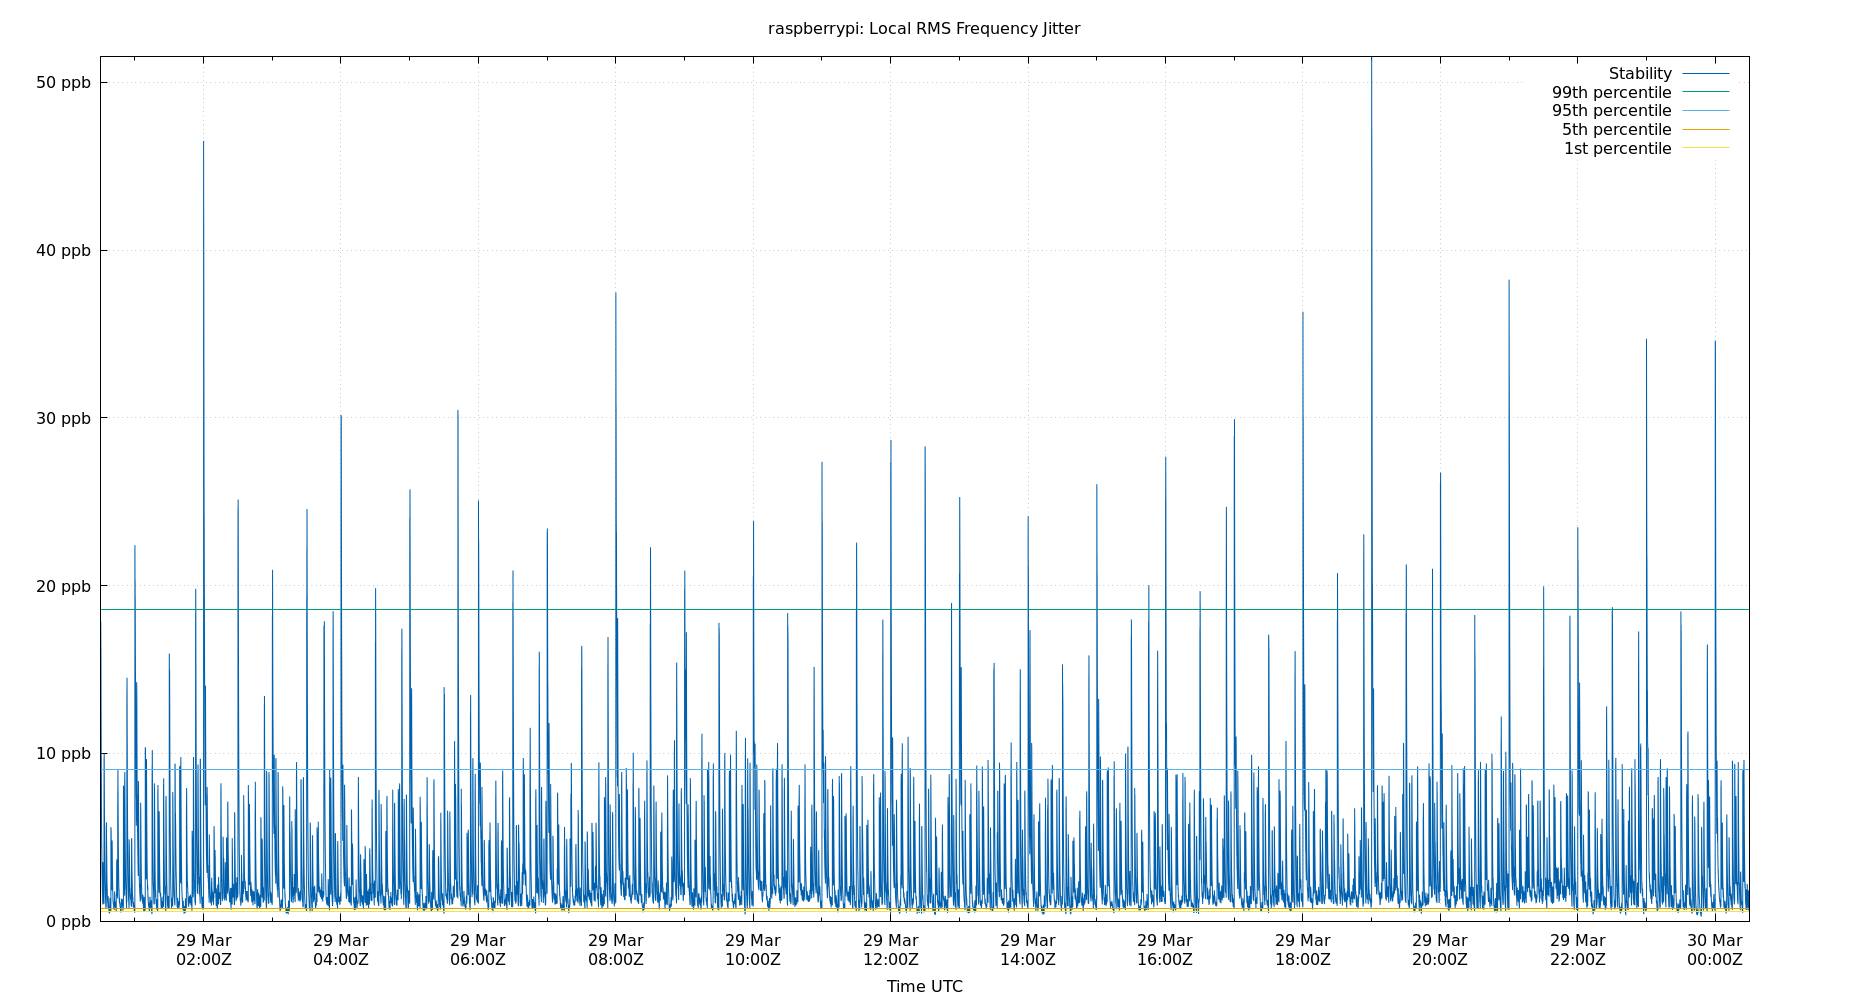 raspberrypi: Local RMS Frequency Jitter
50 ppb
40 ppb
30 ppb
20 ppb
10 ppb
0 ppb
Stability
99th percentile
95th percentile
5th percentile
1st percentile
29 Mar 29 Mar 29 Mar 29 Mar 29 Mar 29 Mar 29 Mar 29 Mar 29 Mar 29 Mar 29 Mar 30 Mar
02:00Z 04:00Z 06:00Z 08:00Z 10:00Z 12:00Z 14:00Z 16:00Z 18:00Z 20:00Z 22:00Z 00:00Z
Time UTC